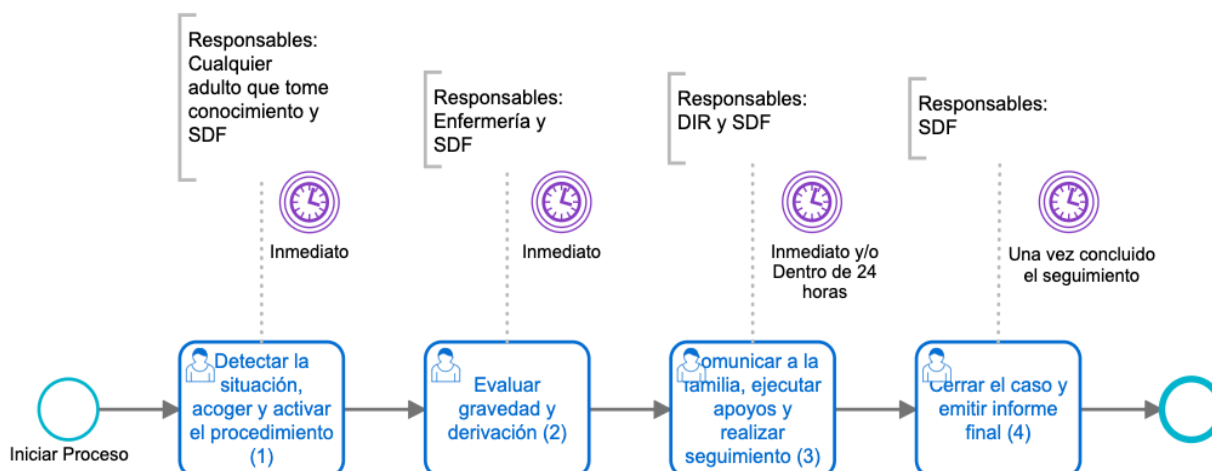 Responsables:
Cualquier
adulto que tome
conocimiento y
SDF
Responsables:
Enfermería y
SDF
Responsables:
DIR y SDF
Responsables:
SDF
Inmediato
Inmediato
Inmediato y/o
Dentro de 24
horas
Una vez concluido
el seguimiento
Iniciar Proceso
Detectar la
situación,
acoger y activar
el procedimiento
(1)
Evaluar
gravedad y
derivación (2)
Comunicar a la
familia, ejecutar
apoyos y
realizar
seguimiento (3)
Cerrar el caso y
emitir informe
final (4)